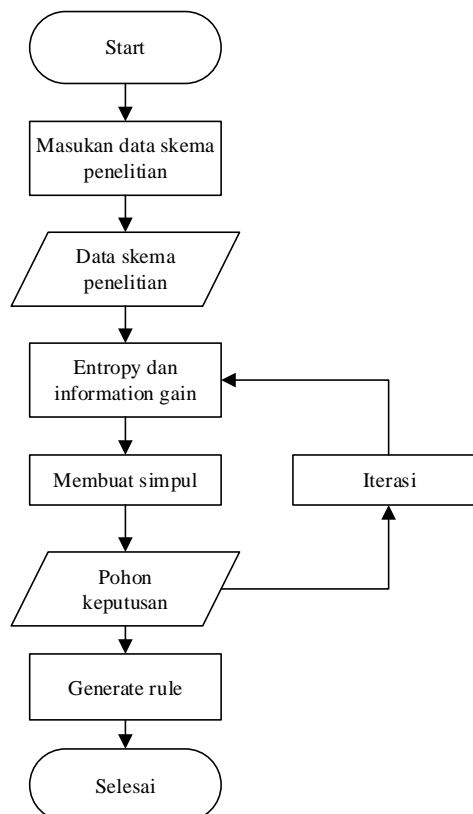 Start
Masukan data skema
penelitian
Data skema
penelitian
Entropy dan
information gain
Membuat simpul
Iterasi
Pohon
keputusan
Generate rule
Selesai